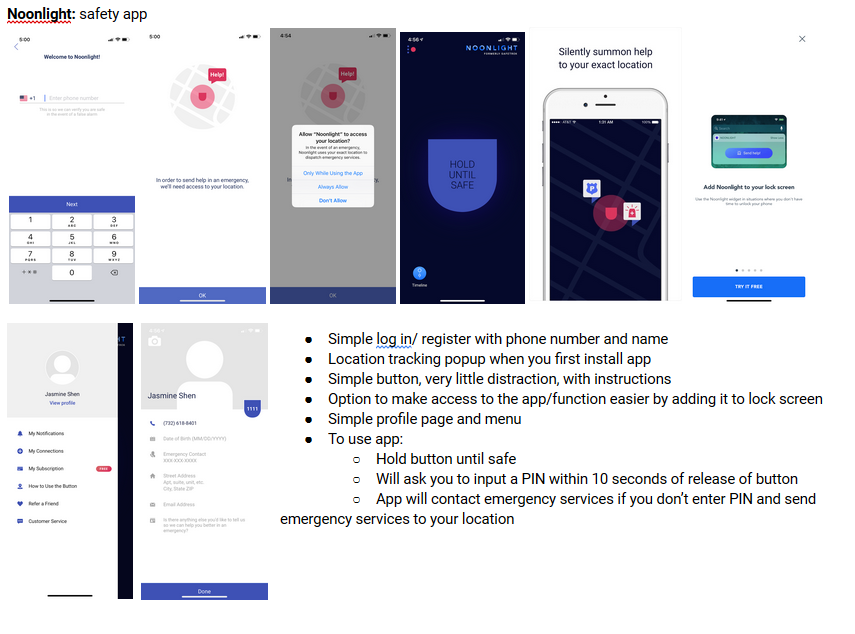 Noonlight: safety app
5:00
Welcome to Noonlight!
+1
Enter phone number
This is so we can verify you are safe
in the event of a false alarm.
Next
1
2
ABC
3
DEF
4
GHI
5
JKL
6
MNO
7
PQRS
8
TUV
9
WXYZ
0
5:00
Help!
In order to send help in an emergency,
we'll need access to your location.
OK
4:54
Help!
Allow "Noonlight" to access
your location?
In the event of an emergency,
Noonlight uses your exact location to
dispatch emergency services.
Only While Using the App
Always Allow
Don't Allow
OK
4:56
NOONLIGHT
FORMERLY SAFETREK
HOLD
UNTIL
SAFE
Timeline
Silently summon help
to your exact location
AT&T
1:21 AM
P
9:41
Search
Send Help!
Add Noonlight to your lock screen
Use the Noonlight widget in situations where you don't have
time to unlock your phone
TRY IT FREE
Jasmine Shen
View profile
My Notifications
My Connections
My Subscription
FREE
How to Use the Button
Refer a Friend
Customer Service
Jasmine Shen
1111
(732) 618-8401
Date of Birth (MM/DD/YYYY)
Emergency Contact
XXX-XXX-XXXX
Street Address
Apt, suite, unit, etc.
City, State ZIP
Email Address
Is there anything else you'd like to tell us
so we can help you better in an
emergency?
Done
● Simple log in/ register with phone number and name
● Location tracking popup when you first install app
● Simple button, very little distraction, with instructions
● Option to make access to the app/function easier by adding it to lock screen
● Simple profile page and menu
● To use app:
○ Hold button until safe
○ Will ask you to input a PIN within 10 seconds of release of button
○ App will contact emergency services if you don't enter PIN and send
emergency services to your location